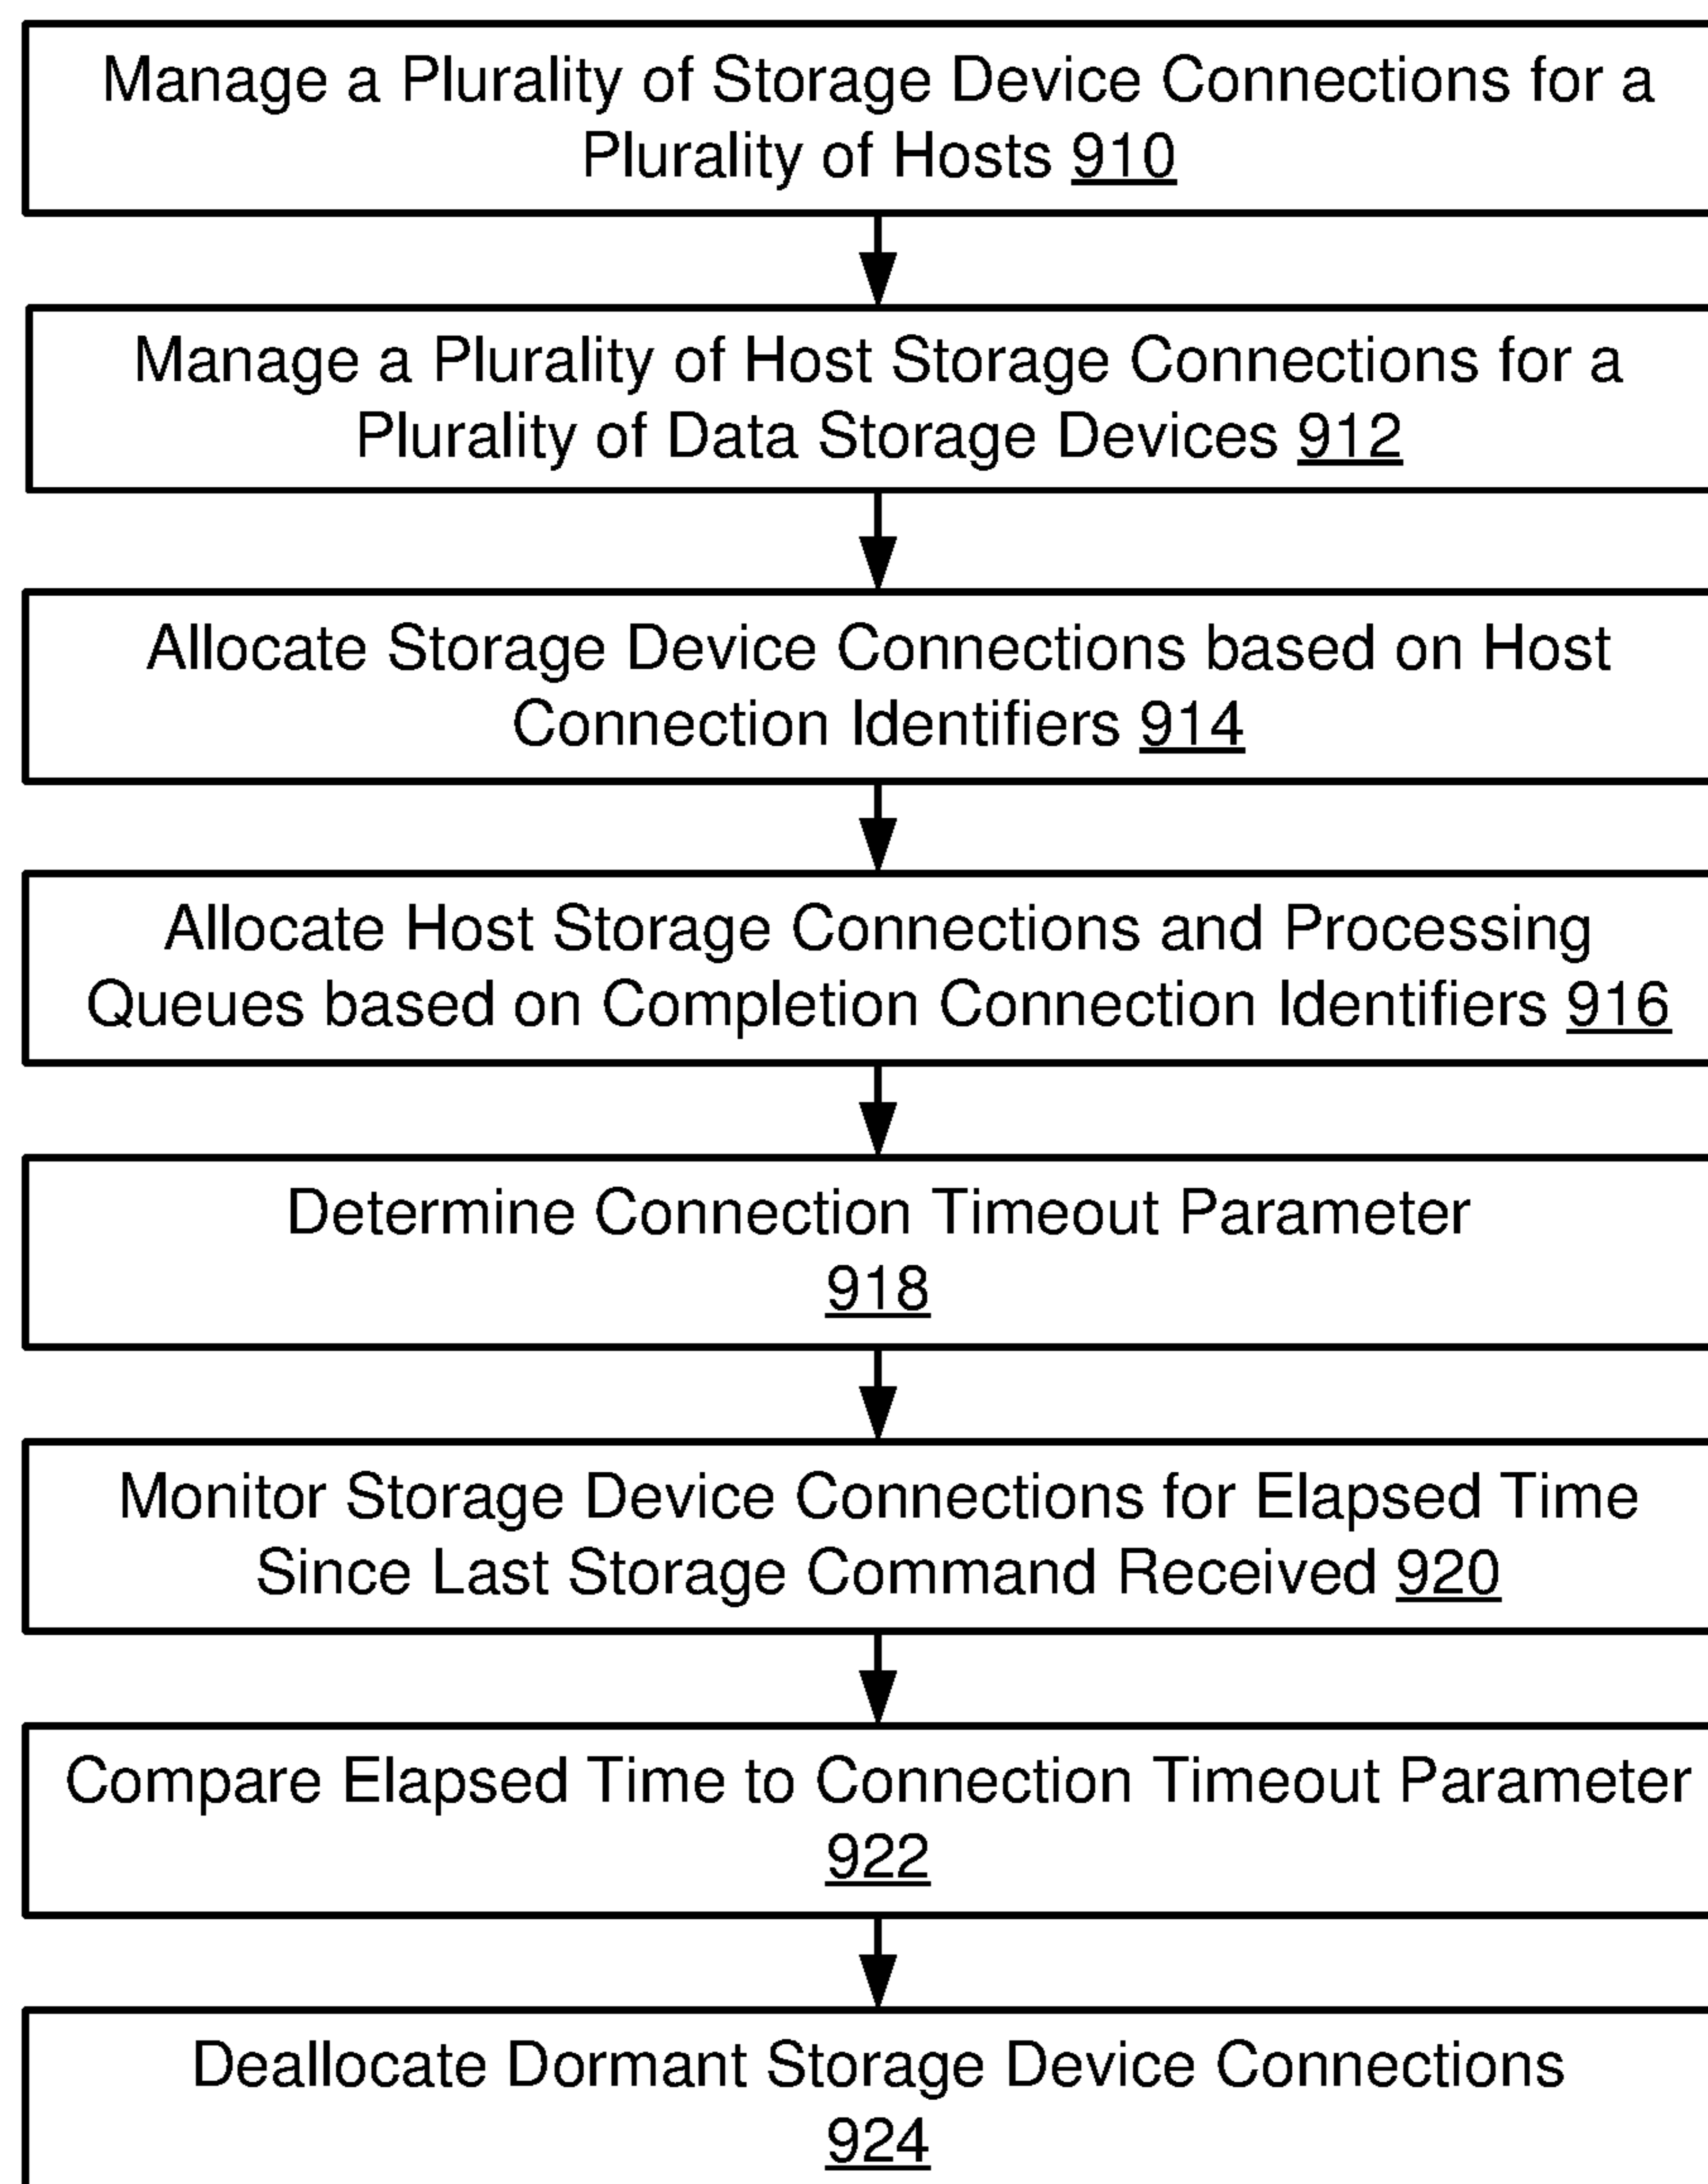 Manage a Plurality of Storage Device Connections for a
Plurality of Hosts 910
Manage a Plurality of Host Storage Connections for a
Plurality of Data Storage Devices 912
Allocate Storage Device Connections based on Host
Connection Identifiers 914
Allocate Host Storage Connections and Processing
Queues based on Completion Connection Identifiers 916
Determine Connection Timeout Parameter
918
Monitor Storage Device Connections for Elapsed Time
Since Last Storage Command Received 920
Compare Elapsed Time to Connection Timeout Parameter
922
Deallocate Dormant Storage Device Connections
924